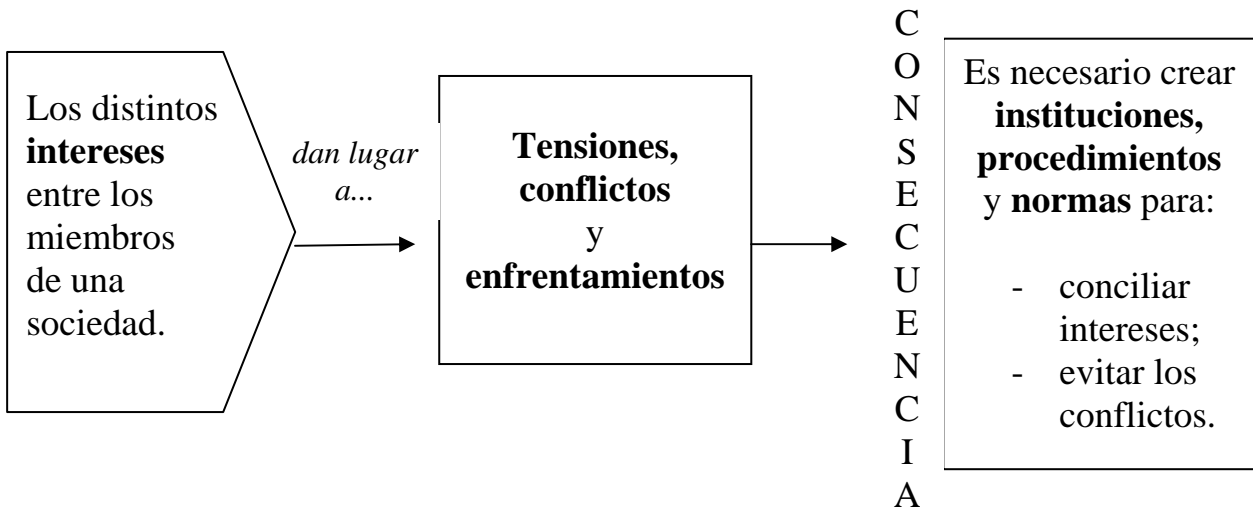 Los distintos
intereses
entre los
miembros
de una
sociedad.
dan lugar
a...
Tensiones,
conflictos
y
enfrentamientos
C
O
N
S
E
C
U
E
N
C
I
A
Es necesario crear
instituciones,
procedimientos
y normas para:
- conciliar
intereses;
- evitar los
conflictos.